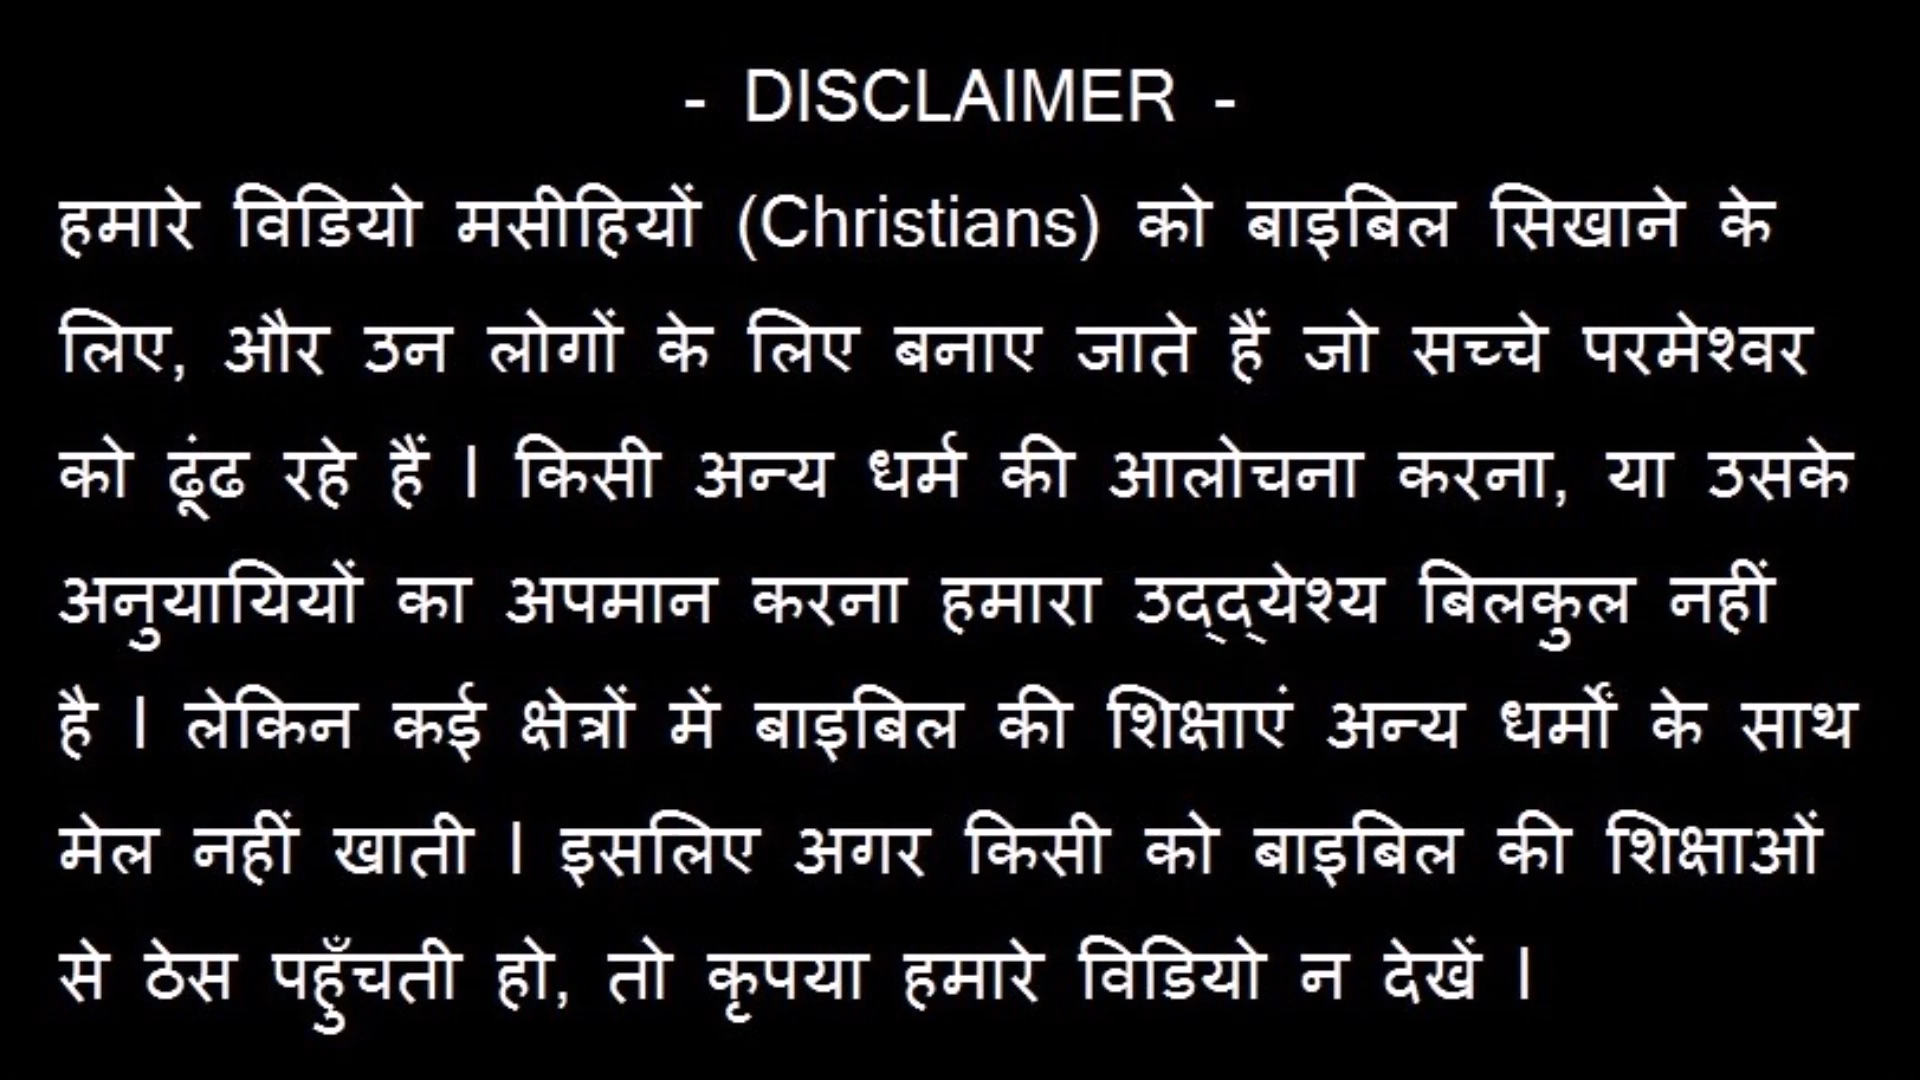 - DISCLAIMER -
हमारे विडियो मसीहियों (Christians) को बाइबिल सिखाने के
लिए, और उन लोगों के लिए बनाए जाते हैं जो सच्चे परमेश्वर
को ढूंढ रहे हैं । किसी अन्य धर्म की आलोचना करना, या उसके
अनुयायियों का अपमान करना हमारा उद्द्येश्य बिलकुल नहीं
है । लेकिन कई क्षेत्रों में बाइबिल की शिक्षाएं अन्य धर्मों के साथ
मेल नहीं खाती । इसलिए अगर किसी को बाइबिल की शिक्षाओं
से ठेस पहुँचती हो, तो कृपया हमारे विडियो न देखें ।